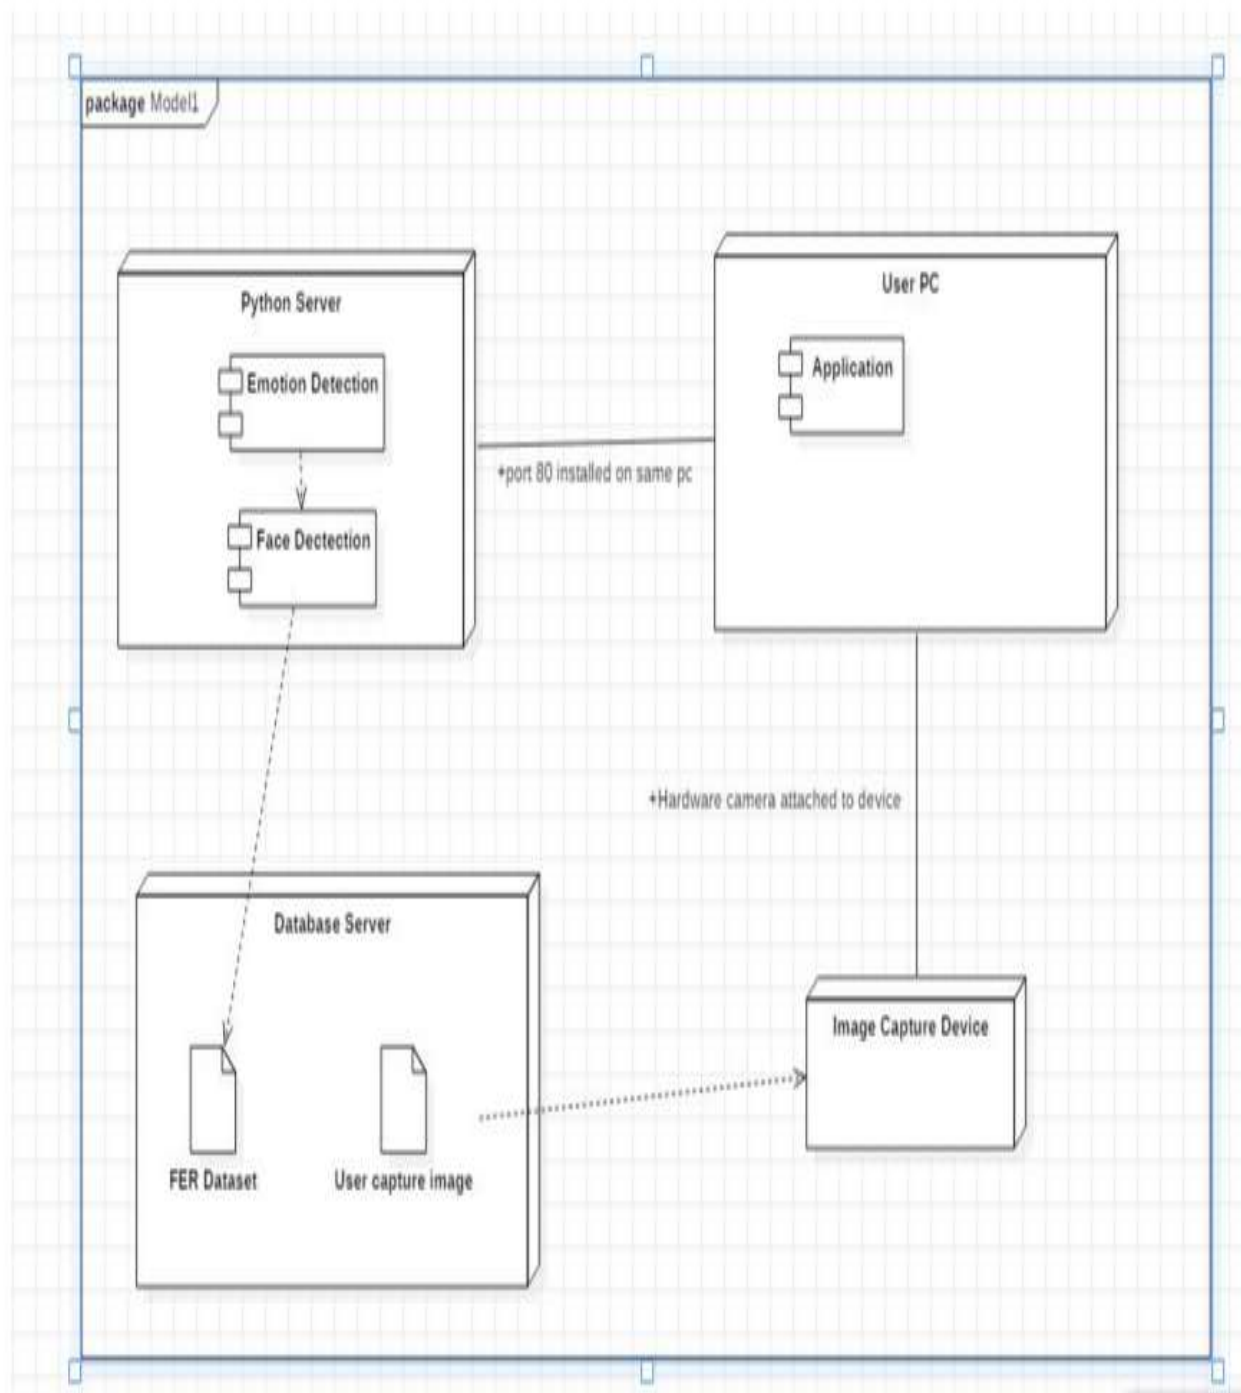 package Model1
Python Server
Emotion Detection
Face Dectection
User PC
Application
+port 80 installed on same pc
+Hardware camera attached to device
Database Server
FER Dataset
User capture image
Image Capture Device